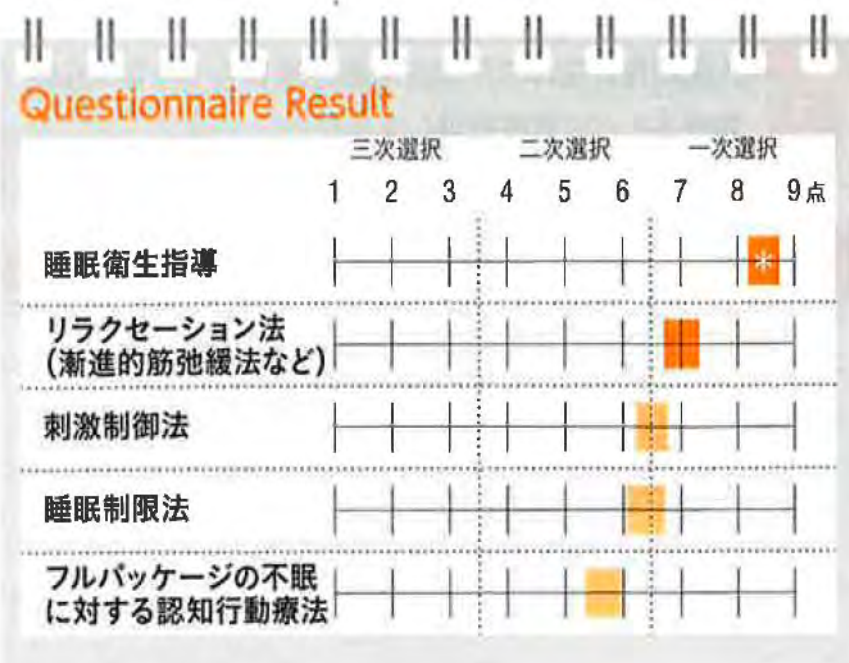 Questionnaire Result
三次選択 二次選択 一次選択
1 2 3 4 5 6 7 8 9点
睡眠衛生指導
*
リラクセーション法
(漸進的筋弛緩法など)
刺激制御法
睡眠制限法
フルパッケージの不眠
に対する認知行動療法